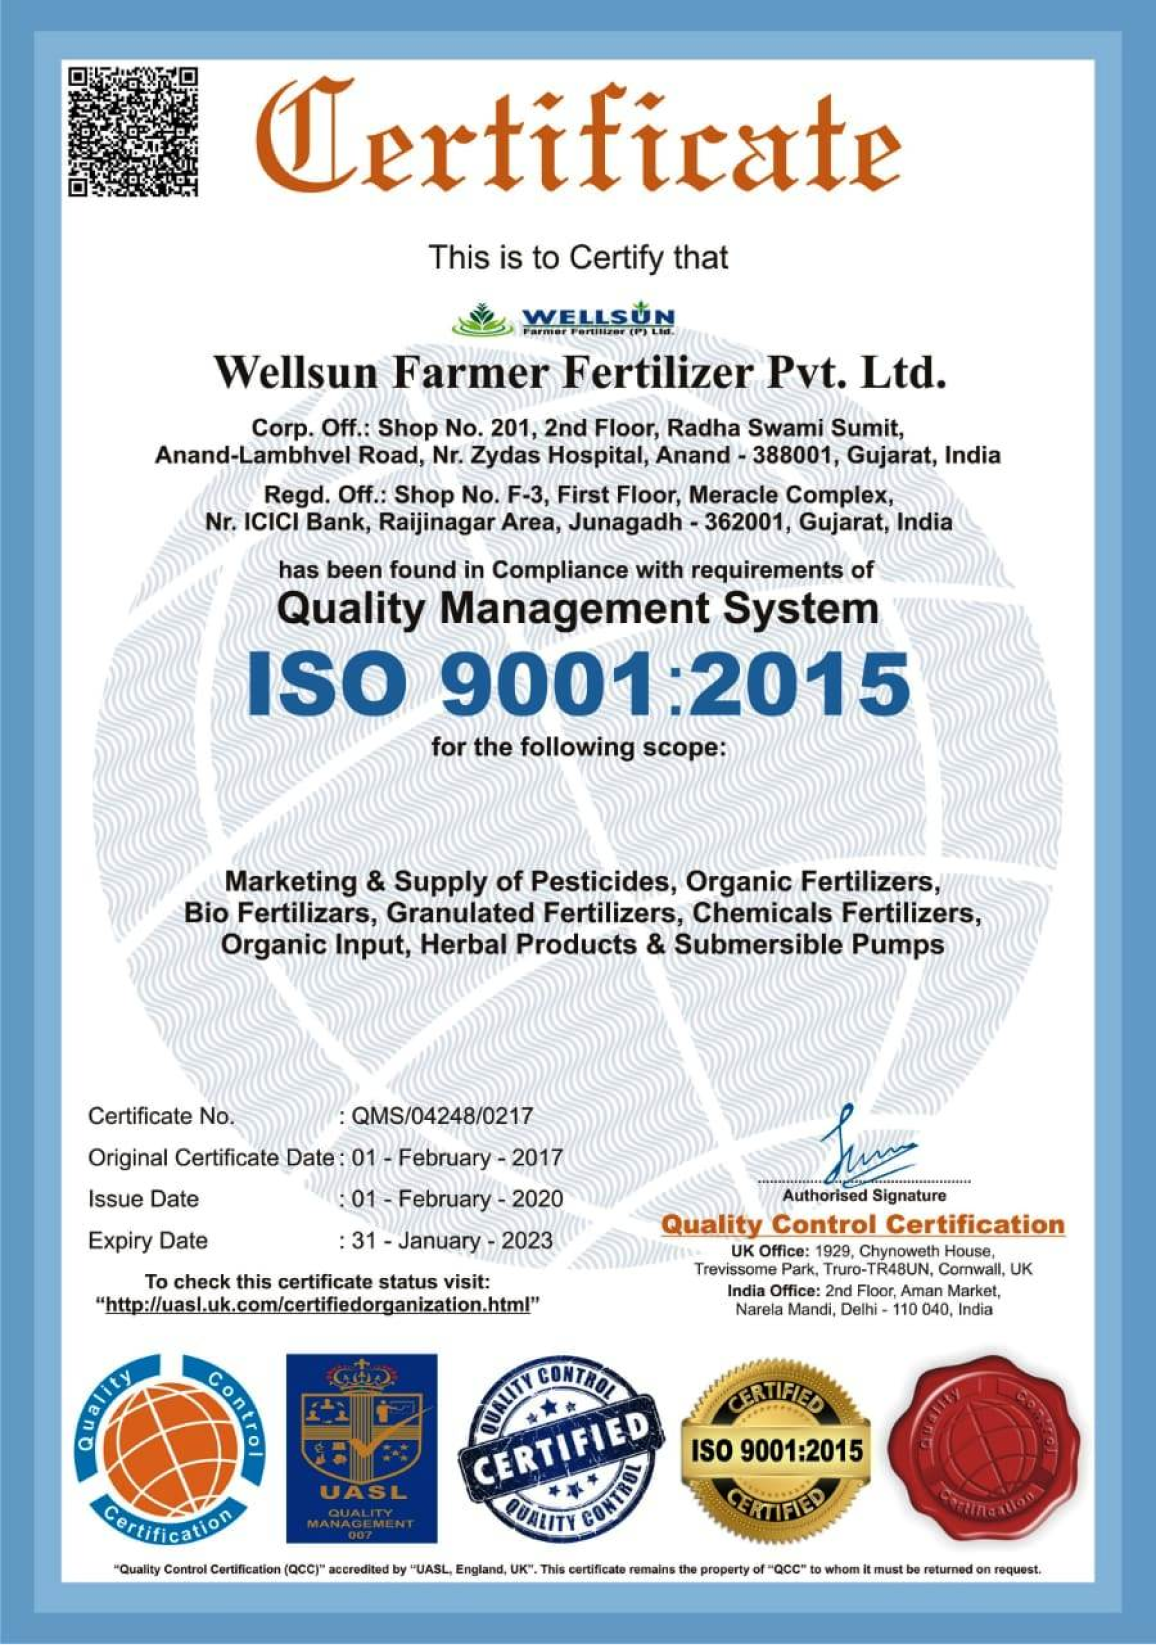 Certificate
This is to Certify that
WELLSUN
Farmer Fertilizer (P) Ltd.
Wellsun Farmer Fertilizer Pvt. Ltd.
Corp. Off.: Shop No. 201, 2nd Floor, Radha Swami Sumit,
Anand-Lambhvel Road, Nr. Zydas Hospital, Anand - 388001, Gujarat, India
Regd. Off.: Shop No. F-3, First Floor, Meracle Complex,
Nr. ICICI Bank, Raijinagar Area, Junagadh - 362001, Gujarat, India
has been found in Compliance with requirements of
Quality Management System
ISO 9001:2015
for the following scope:
Marketing & Supply of Pesticides, Organic Fertilizers,
Bio Fertilizars, Granulated Fertilizers, Chemicals Fertilizers,
Organic Input, Herbal Products & Submersible Pumps
Certificate No. : QMS/04248/0217
Original Certificate Date : 01 - February - 2017
Issue Date : 01 - February - 2020
Expiry Date : 31 - January - 2023
To check this certificate status visit:
“http://uasl.uk.com/certifiedorganization.html”
Authorised Signature
Quality Control Certification
UK Office: 1929, Chynoweth House,
Trevissome Park, Truro-TR48UN, Cornwall, UK
India Office: 2nd Floor, Aman Market,
Narela Mandi, Delhi - 110 040, India
Quality Control
Certification
UASL
QUALITY
MANAGEMENT
007
QUALITY CONTROL
CERTIFIED
QUALITY CONTROL
CERTIFIED
ISO 9001:2015
CERTIFIED
Quality Control
Certification
“Quality Control Certification (QCC)” accredited by “UASL, England, UK”. This certificate remains the property of “QCC” to whom it must be returned on request.